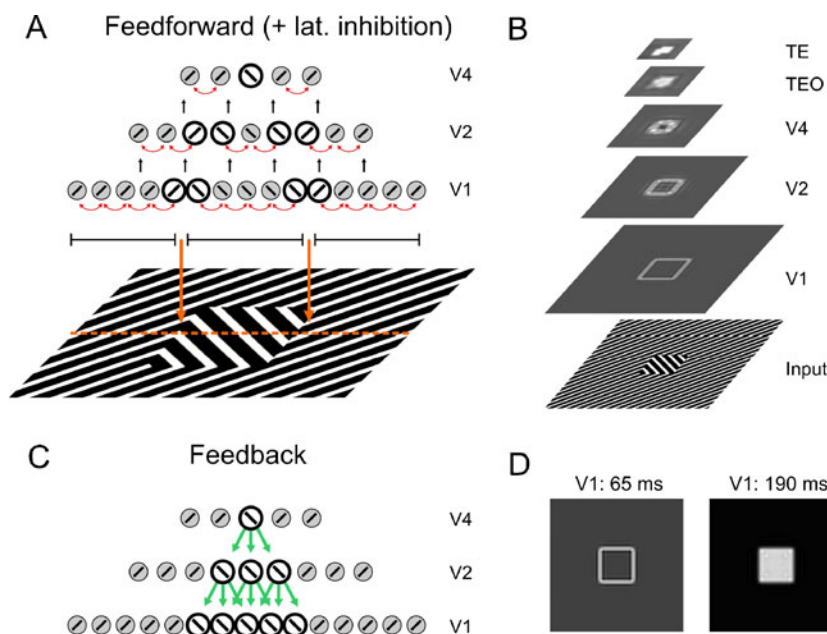 A
Feedforward (+ lat. inhibition)
V4
V2
V1
B
TE
TEO
V4
V2
V1
Input
C
Feedback
V4
V2
V1
D
V1: 65 ms
V1: 190 ms